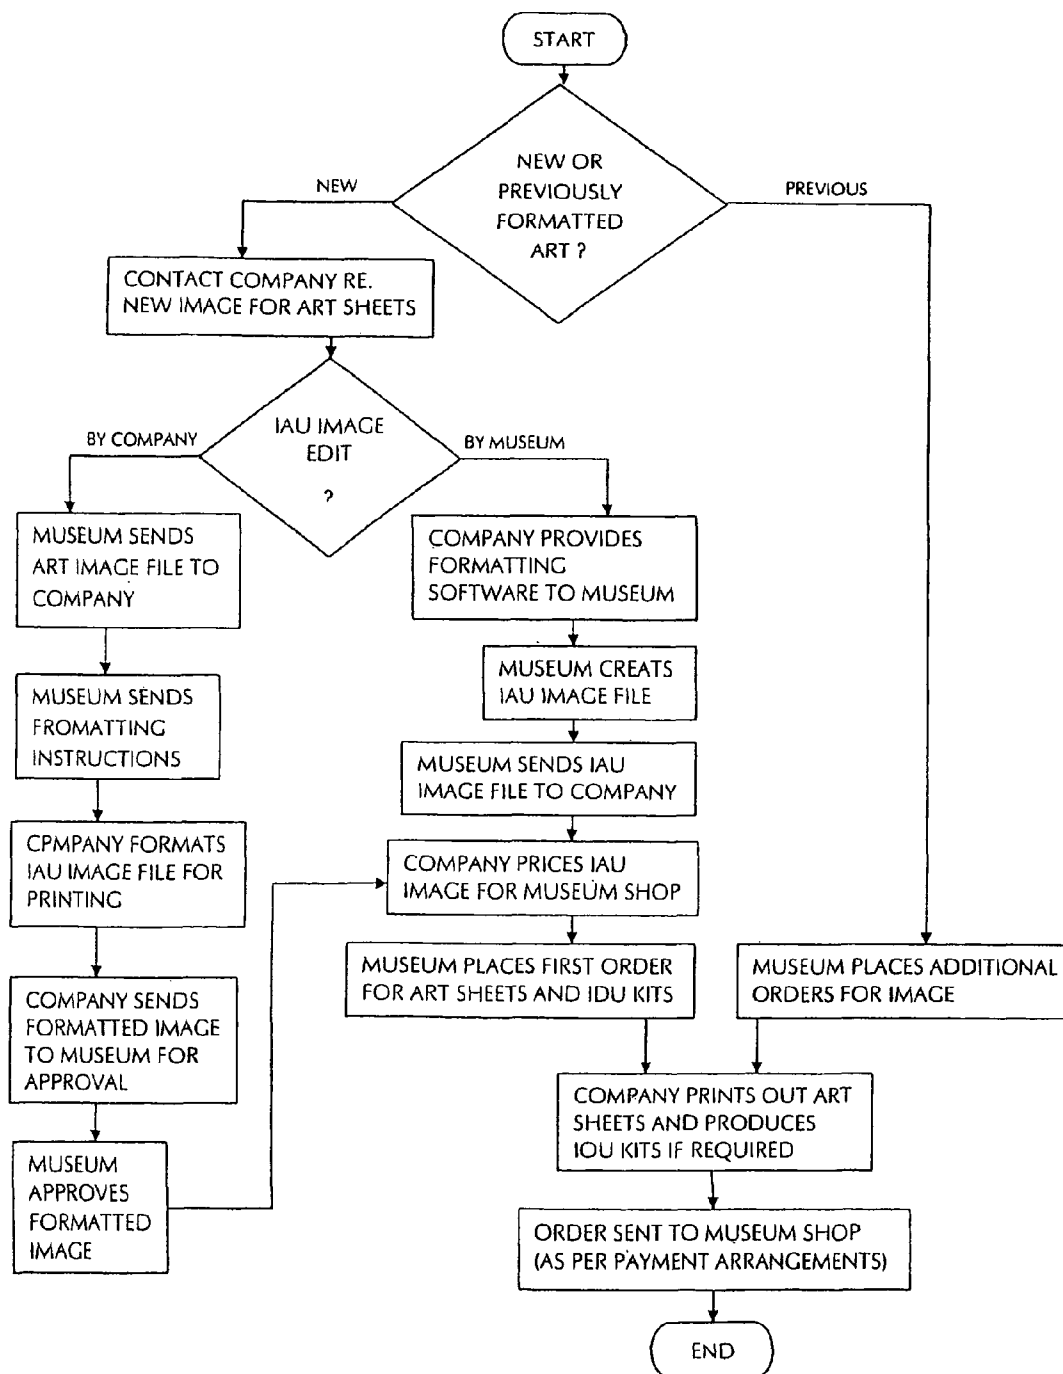 START
NEW OR
PREVIOUSLY
FORMATTED
ART ?
NEW
PREVIOUS
CONTACT COMPANY RE.
NEW IMAGE FOR ART SHEETS
IAU IMAGE
EDIT
?
BY COMPANY
BY MUSEUM
MUSEUM SENDS
ART IMAGE FILE TO
COMPANY
MUSEUM SENDS
FROMATTING
INSTRUCTIONS
CPMPANY FORMATS
IAU IMAGE FILE FOR
PRINTING
COMPANY SENDS
FORMATTED IMAGE
TO MUSEUM FOR
APPROVAL
MUSEUM
APPROVES
FORMATTED
IMAGE
COMPANY PROVIDES
FORMATTING
SOFTWARE TO MUSEUM
MUSEUM CREATS
IAU IMAGE FILE
MUSEUM SENDS IAU
IMAGE FILE TO COMPANY
COMPANY PRICES IAU
IMAGE FOR MUSEUM SHOP
MUSEUM PLACES FIRST ORDER
FOR ART SHEETS AND IDU KITS
MUSEUM PLACES ADDITIONAL
ORDERS FOR IMAGE
COMPANY PRINTS OUT ART
SHEETS AND PRODUCES
IOU KITS IF REQUIRED
ORDER SENT TO MUSEUM SHOP
(AS PER PAYMENT ARRANGEMENTS)
END